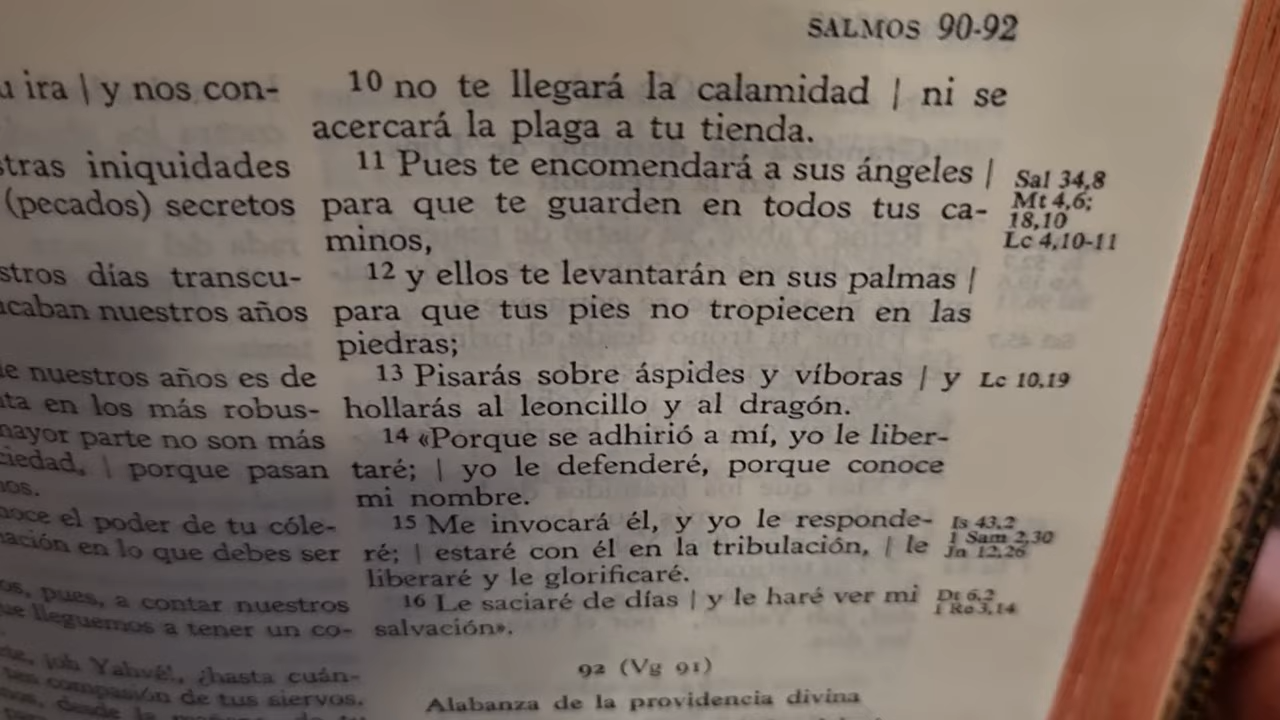 SALMOS 90-92
u ira | y nos con-
stras iniquidades
(pecados) secretos
stros días transcu-
acaban nuestros años
de nuestros años es de
ta en los más robus-
mayor parte no son más
ciedad, | porque pasan
nos.
noce el poder de tu cóle-
nación en lo que debes ser
os, pues, a contar nuestros
que lleguemos a tener un co-
¡oh Yahvé!, ¿hasta cuán-
compasión de tus siervos.
10 no te llegará la calamidad | ni se
acercará la plaga a tu tienda.
11 Pues te encomendará a sus ángeles |
para que te guarden en todos tus ca-
minos,
12 y ellos te levantarán en sus palmas |
para que tus pies no tropiecen en las
piedras;
13 Pisarás sobre áspides y víboras | y
hollarás al leoncillo y al dragón.
14 «Porque se adhirió a mí, yo le liber-
taré; | yo le defenderé, porque conoce
mi nombre.
15 Me invocará él, y yo le responde-
ré; | estaré con él en la tribulación, | le
liberaré y le glorificaré.
16 Le saciaré de días | y le haré ver mi
salvación».
92 (Vg 91)
Alabanza de la providencia divina
Sal 34,8
Mt 4,6;
18,10
Lc 4,10-11
Lc 10,19
Is 43,2
1 Sam 2,30
Jn 12,26
Dt 6,2
1 Re 3,14